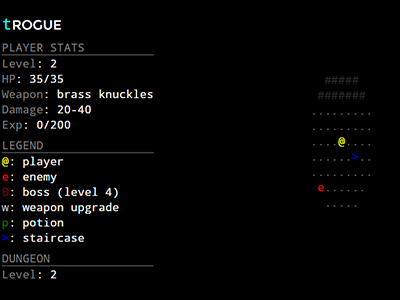 tROGUE
PLAYER STATS
Level: 2
HP: 35/35
Weapon: brass knuckles
Damage: 20-40
Exp: 0/200
LEGEND
@: player
e: enemy
B: boss (level 4)
w: weapon upgrade
p: potion
>: staircase
DUNGEON
Level: 2
#####
#######
.........
.........
....@....
......>..
.........
e......
.....